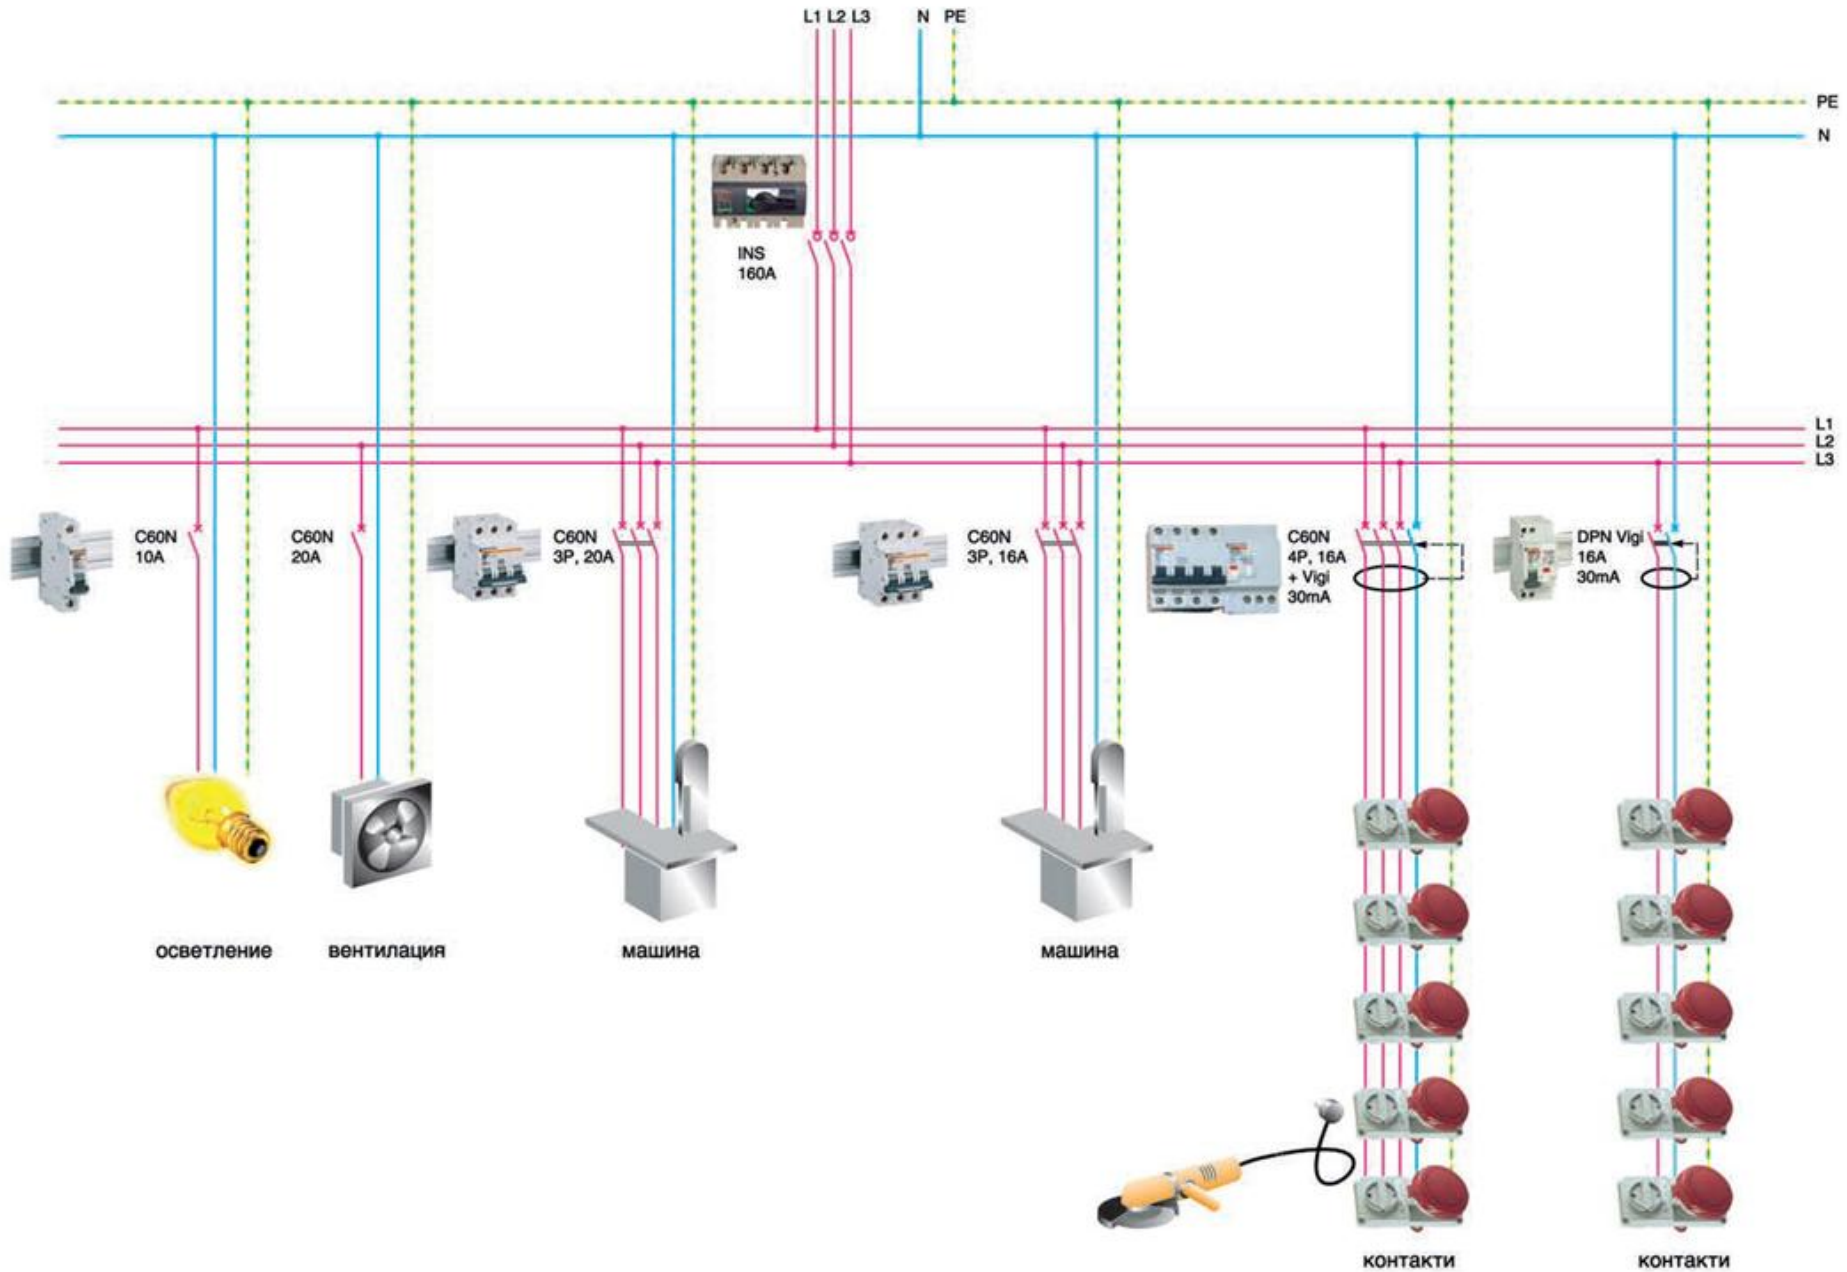 L1 L2 L3 N PE
PE
N
INS
160A
L1
L2
L3
C60N
10A
C60N
20A
C60N
3P, 20A
C60N
3P, 16A
C60N
4P, 16A
+ Vigi
30mA
DPN Vigi
16A
30mA
осветление
вентилация
машина
машина
контакти
контакти